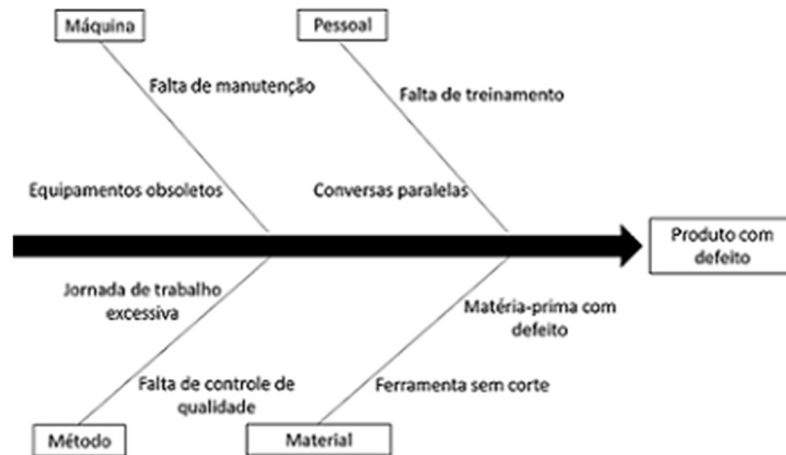 Máquina
Pessoal
Falta de manutenção
Falta de treinamento
Equipamentos obsoletos
Conversas paralelas
Produto com
defeito
Jornada de trabalho
excessiva
Matéria-prima com
defeito
Falta de controle de
qualidade
Ferramenta sem corte
Método
Material